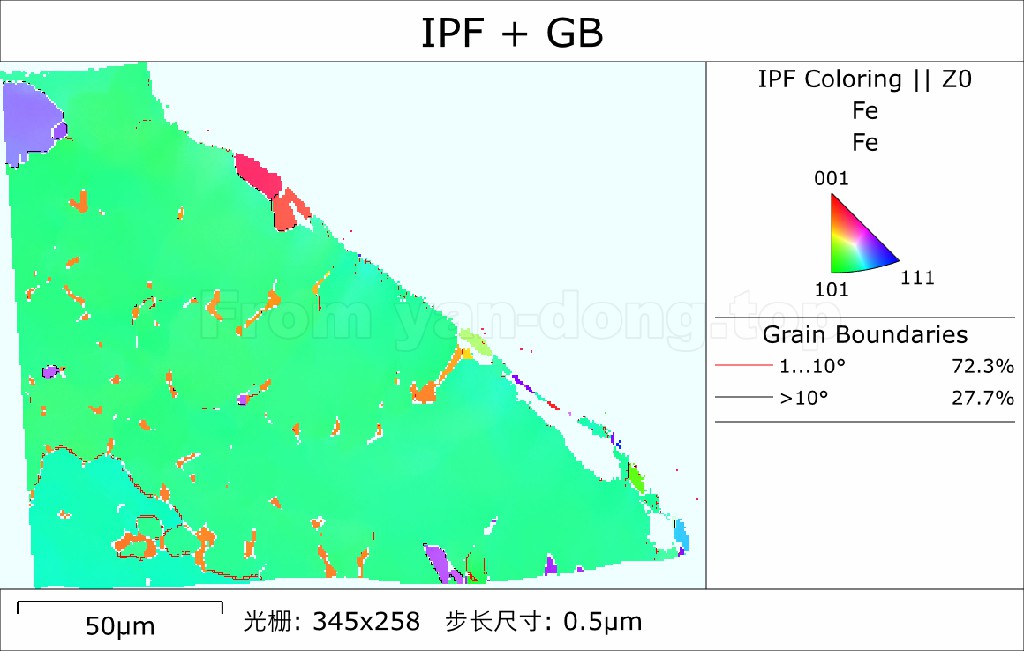 IPF + GB
IPF Coloring || Z0
Fe
Fe
001
101
111
From yan-dong.top
Grain Boundaries
1...10° 72.3%
>10° 27.7%
50µm
光栅: 345x258 步长尺寸: 0.5µm